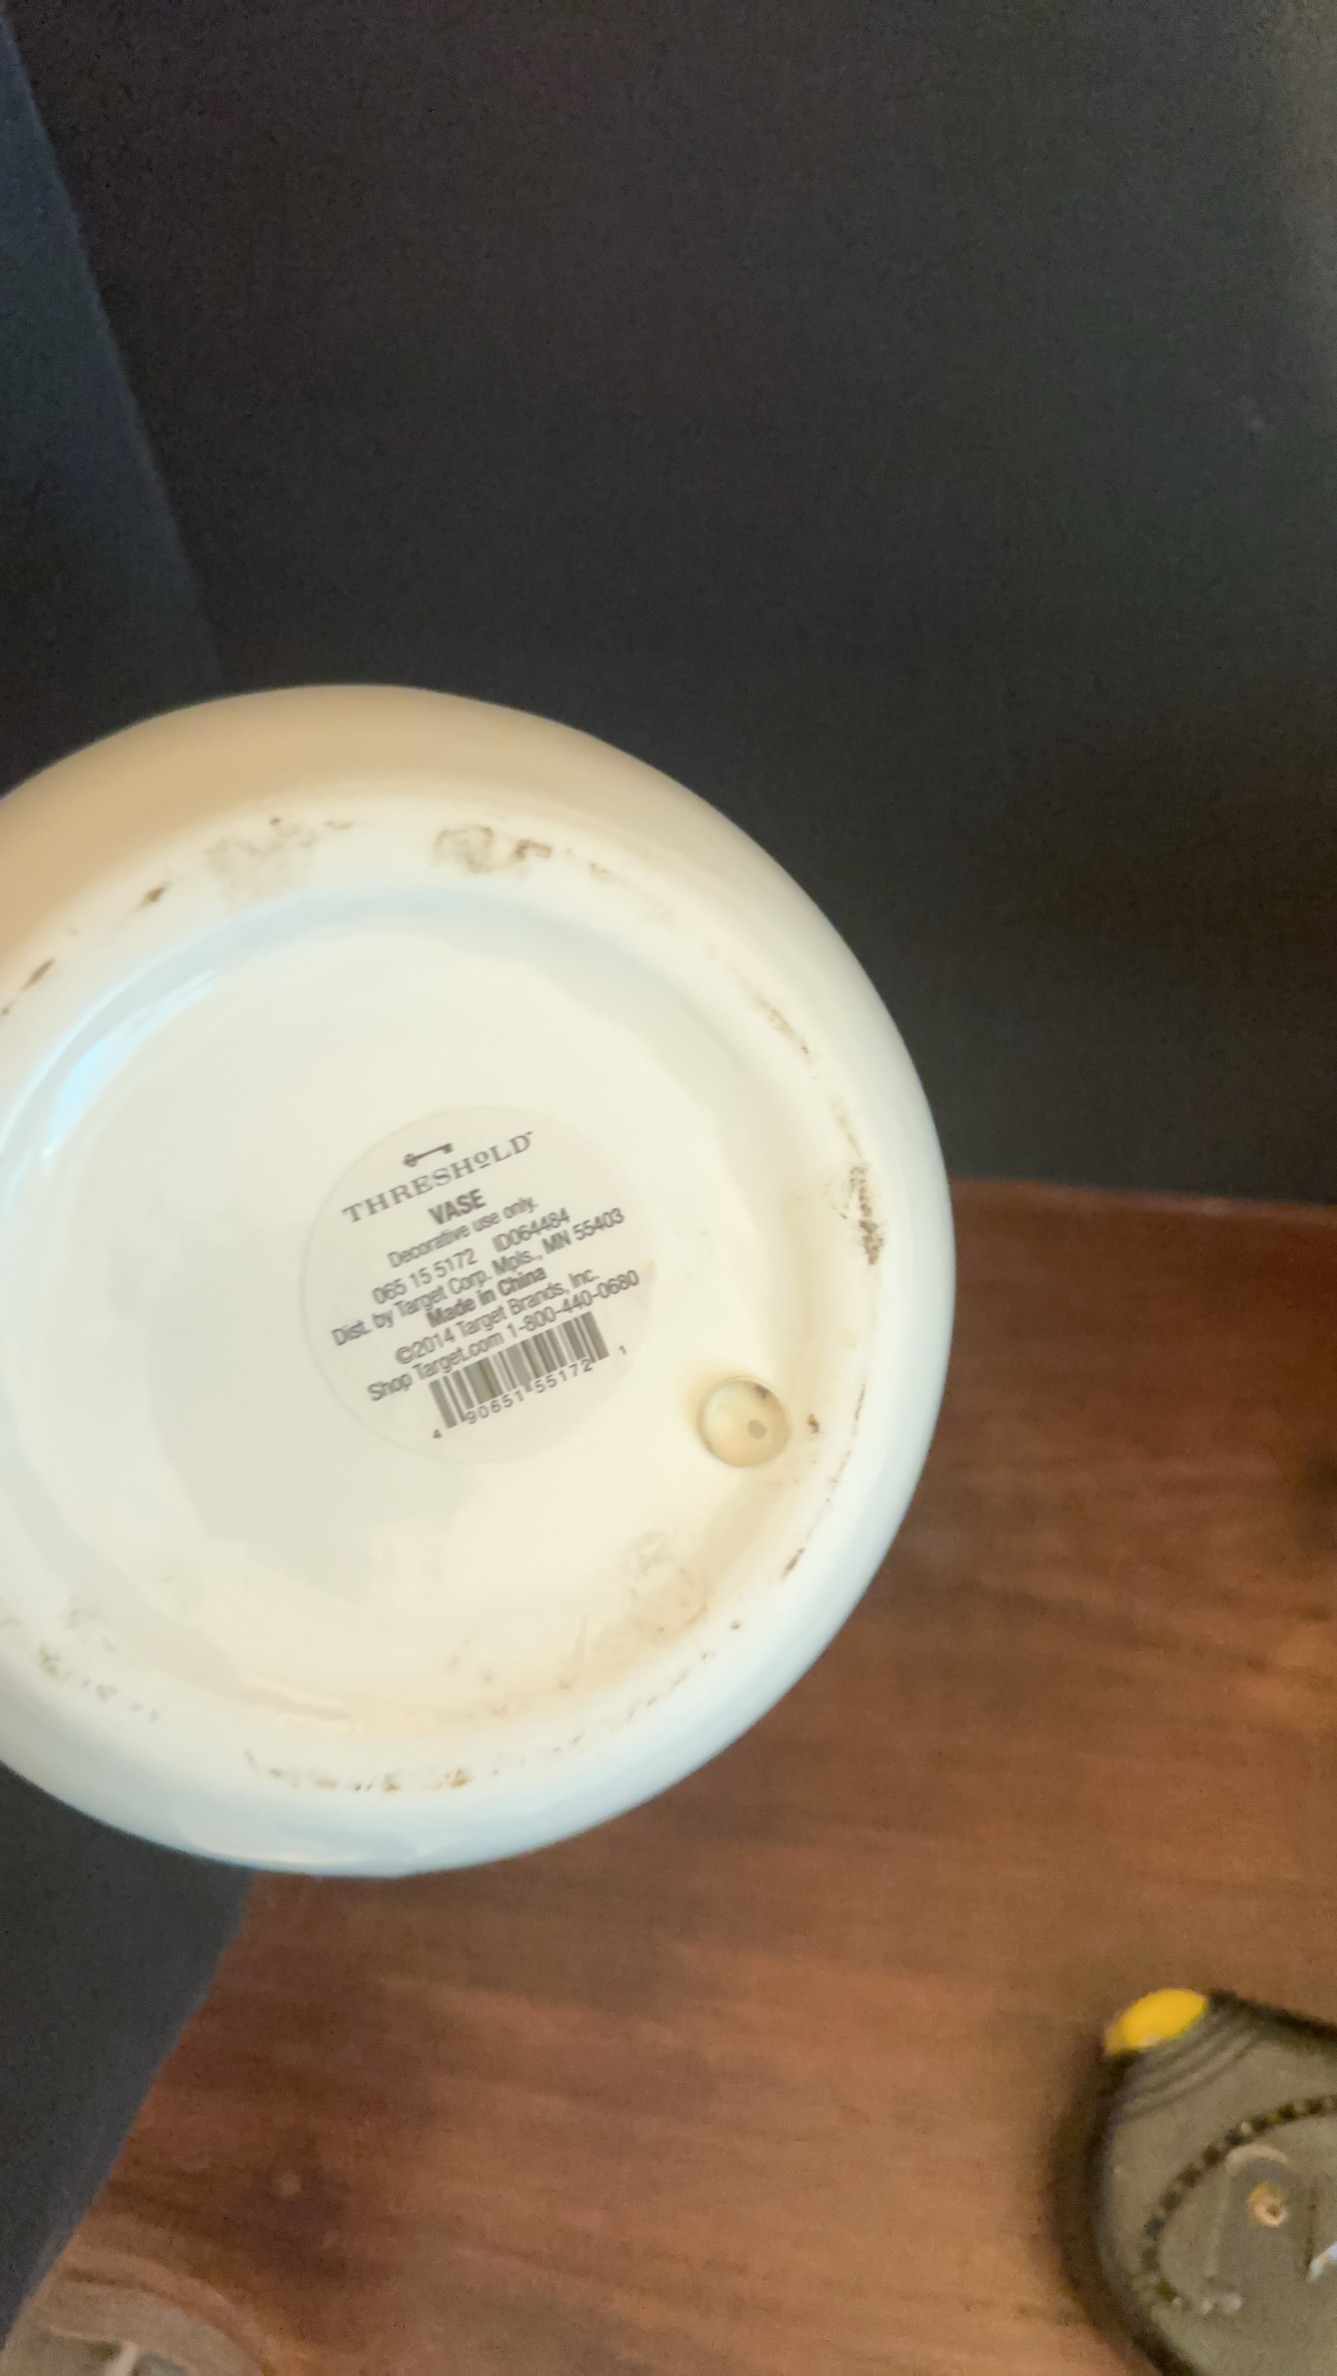 THRESHOLD
VASE
Decorative use only.
065 15 5172 ID064484
Dist. by Target Corp. Mpls., MN 55403
Made in China
©2014 Target Brands, Inc.
Shop Target.com 1-800-440-0680
4 90651 55172 1